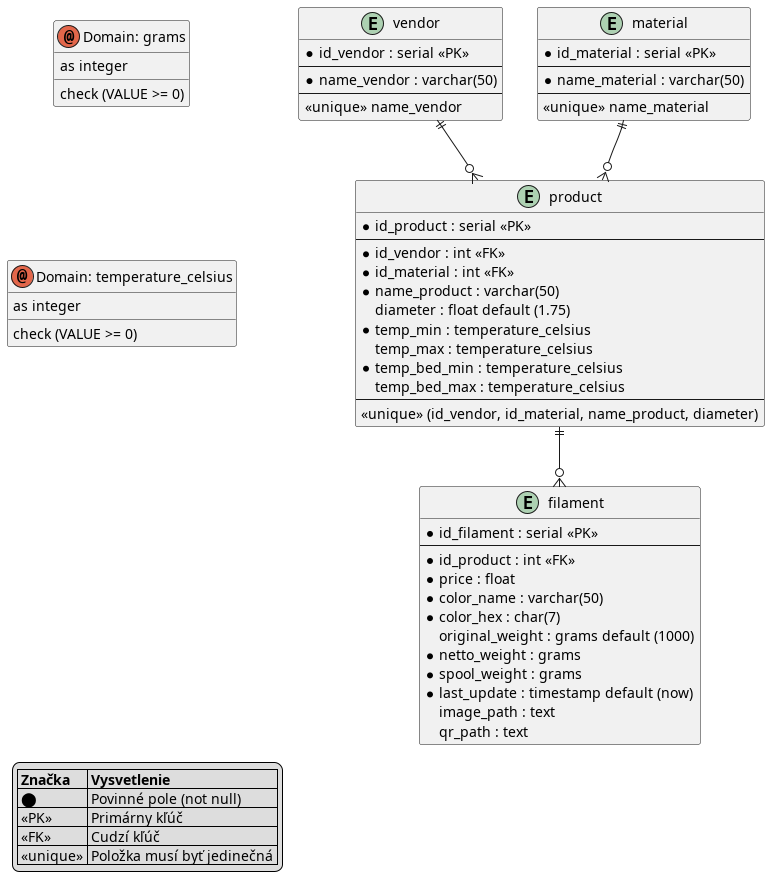 @ Domain: grams
as integer
check (VALUE >= 0)
E vendor
* id_vendor : serial «PK»
* name_vendor : varchar(50)
«unique» name_vendor
E material
* id_material : serial «PK»
* name_material : varchar(50)
«unique» name_material
@ Domain: temperature_celsius
as integer
check (VALUE >= 0)
E product
* id_product : serial «PK»
* id_vendor : int «FK»
* id_material : int «FK»
* name_product : varchar(50)
diameter : float default (1.75)
* temp_min : temperature_celsius
temp_max : temperature_celsius
* temp_bed_min : temperature_celsius
temp_bed_max : temperature_celsius
«unique» (id_vendor, id_material, name_product, diameter)
E filament
* id_filament : serial «PK»
* id_product : int «FK»
* price : float
* color_name : varchar(50)
* color_hex : char(7)
original_weight : grams default (1000)
* netto_weight : grams
* spool_weight : grams
* last_update : timestamp default (now)
image_path : text
qr_path : text
Značka Vysvetlenie
● Povinné pole (not null)
«PK» Primárny kľúč
«FK» Cudzí kľúč
«unique» Položka musí byť jedinečná